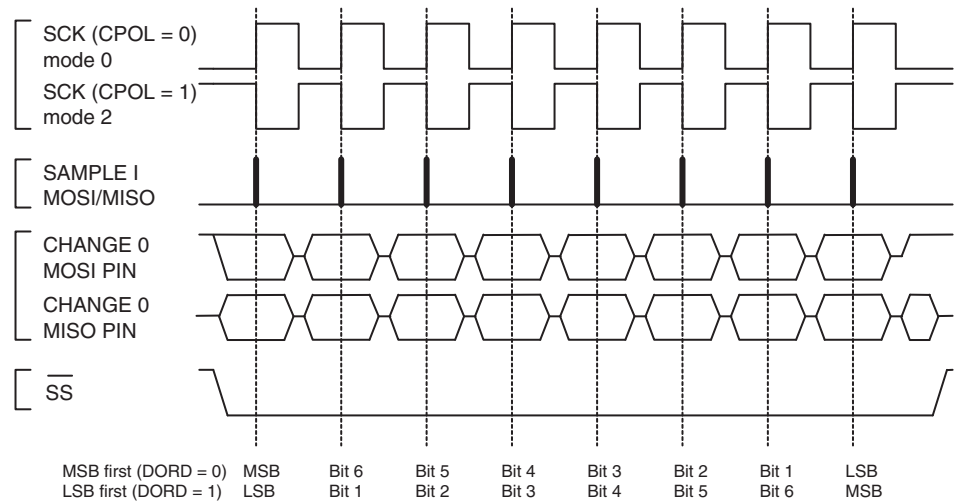 SCK (CPOL = 0)
mode 0
SCK (CPOL = 1)
mode 2
SAMPLE I
MOSI/MISO
CHANGE 0
MOSI PIN
CHANGE 0
MISO PIN
SS
MSB first (DORD = 0) MSB Bit 6 Bit 5 Bit 4 Bit 3 Bit 2 Bit 1 LSB
LSB first (DORD = 1) LSB Bit 1 Bit 2 Bit 3 Bit 4 Bit 5 Bit 6 MSB